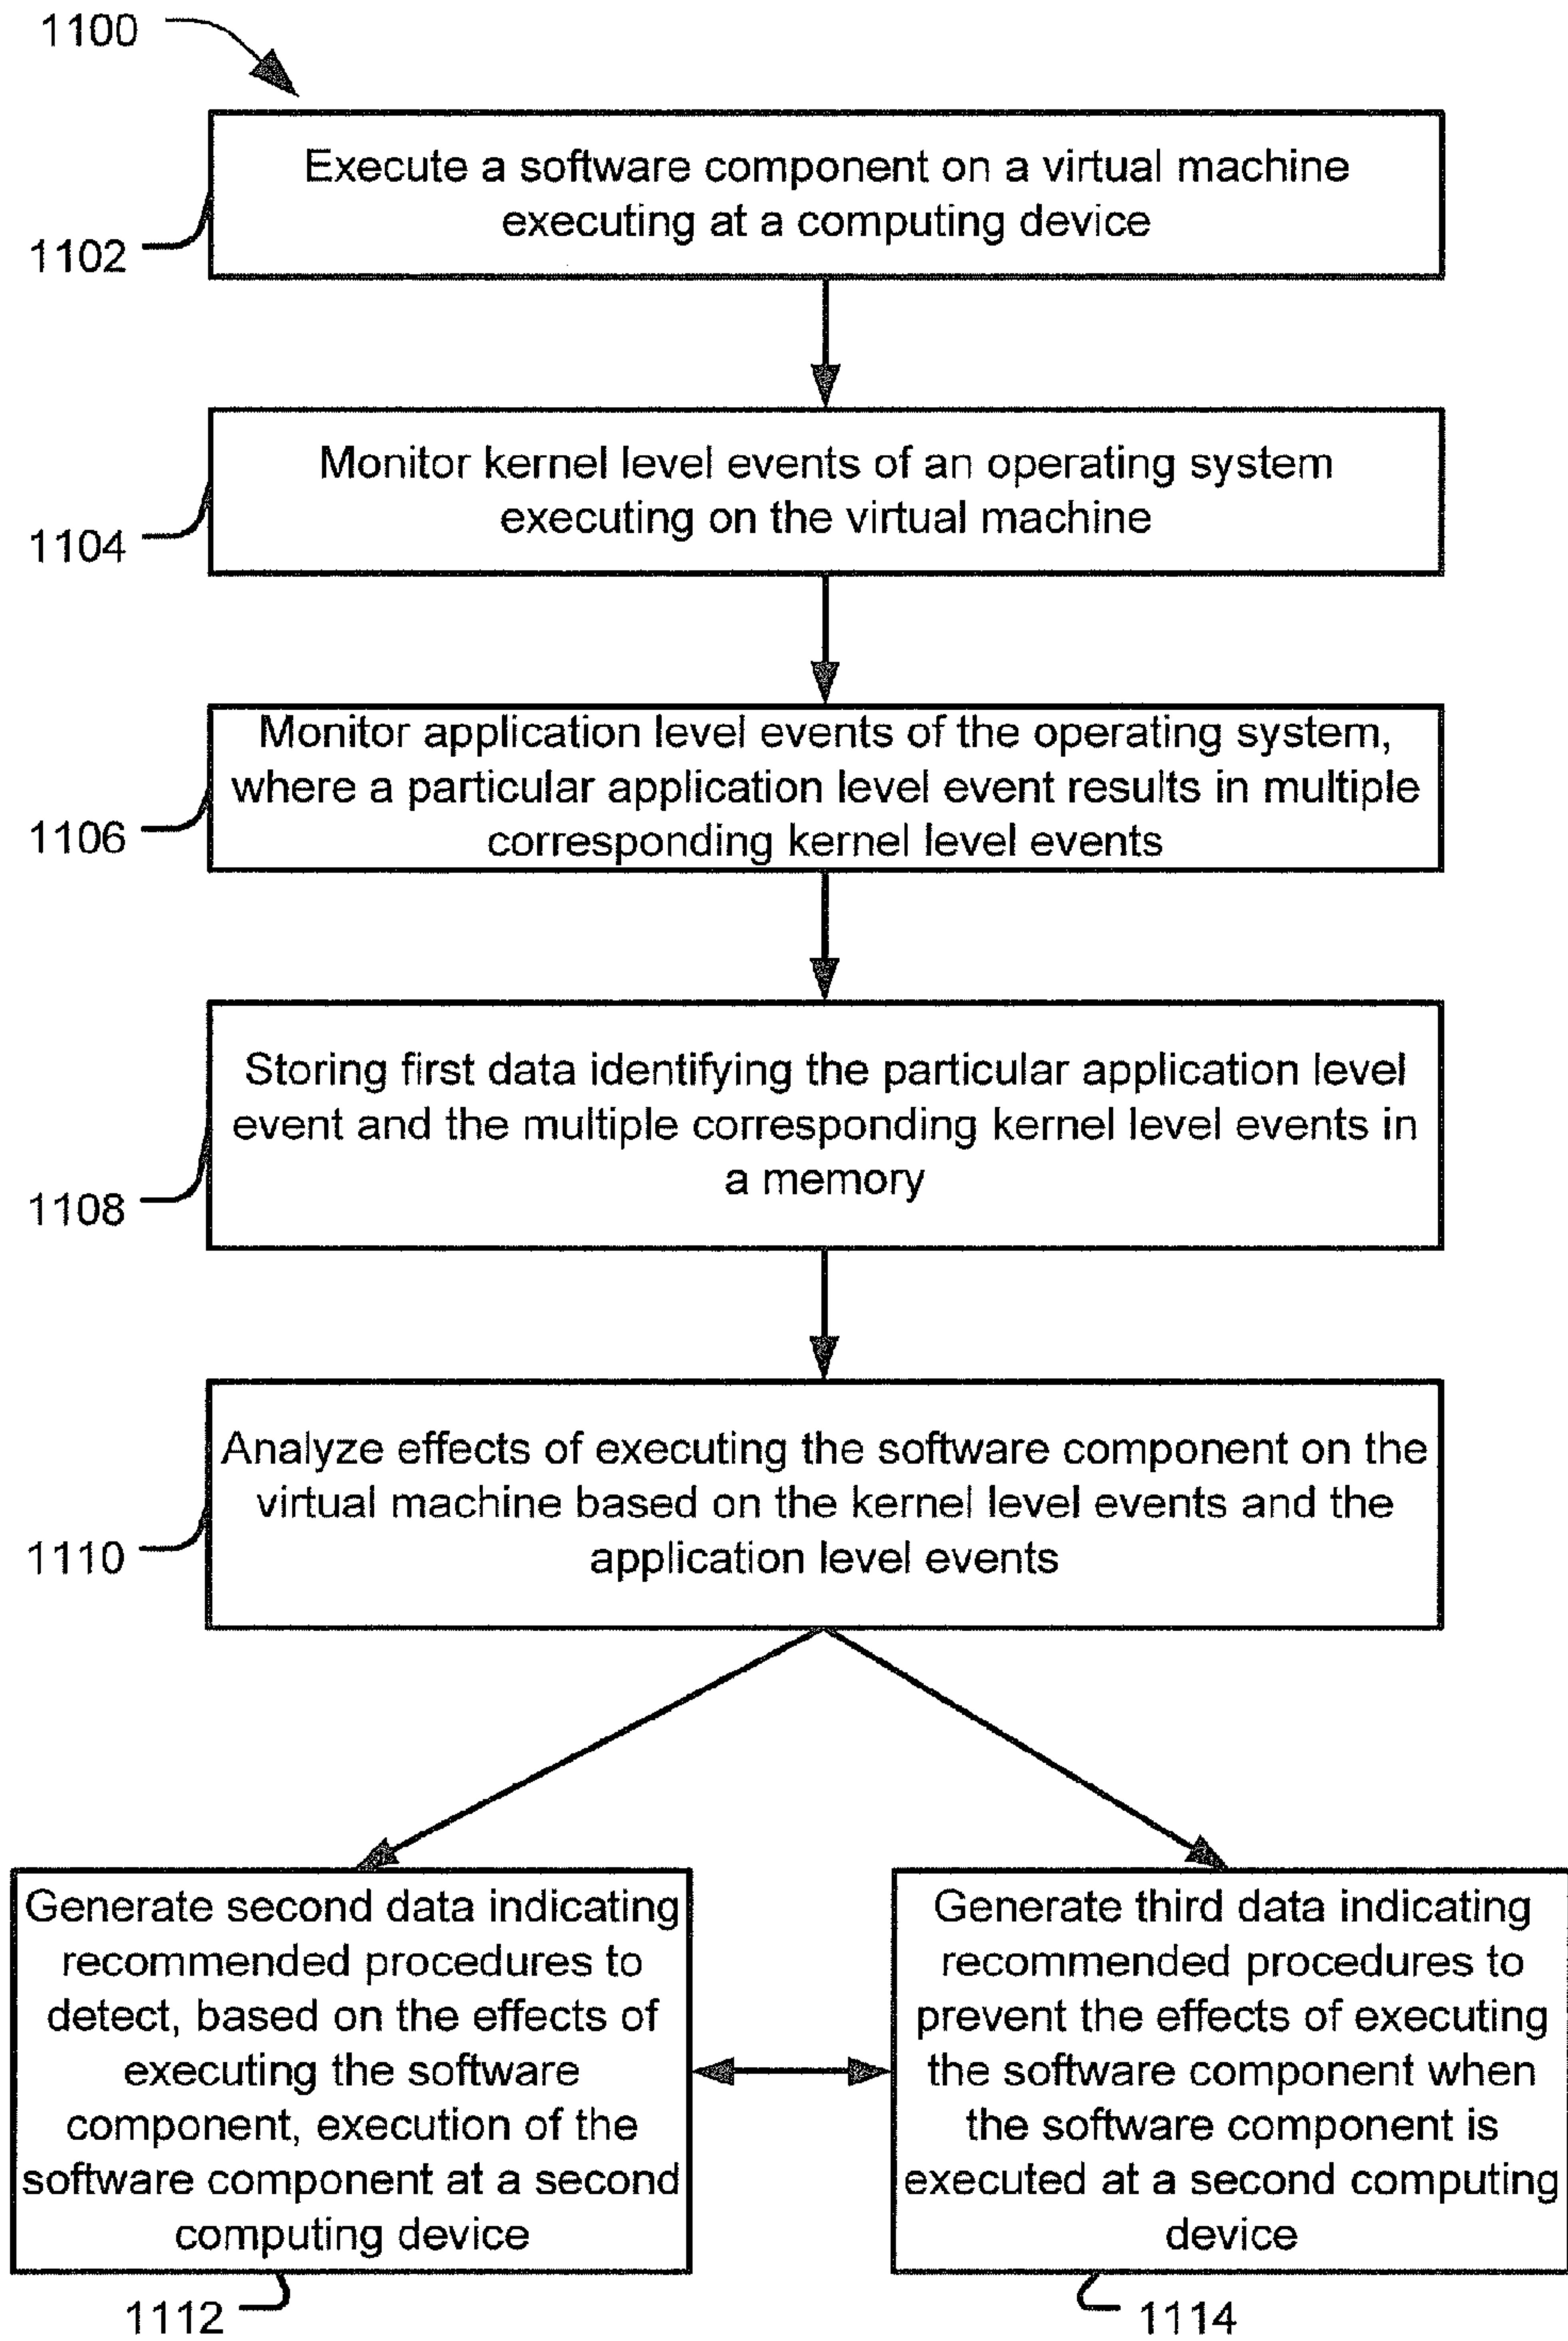 1100
Execute a software component on a virtual machine
executing at a computing device
1102
Monitor kernel level events of an operating system
executing on the virtual machine
1104
Monitor application level events of the operating system,
where a particular application level event results in multiple
corresponding kernel level events
1106
Storing first data identifying the particular application level
event and the multiple corresponding kernel level events in
a memory
1108
Analyze effects of executing the software component on the
virtual machine based on the kernel level events and the
application level events
1110
Generate second data indicating
recommended procedures to
detect, based on the effects of
executing the software
component, execution of the
software component at a second
computing device
1112
Generate third data indicating
recommended procedures to
prevent the effects of executing
the software component when
the software component is
executed at a second computing
device
1114